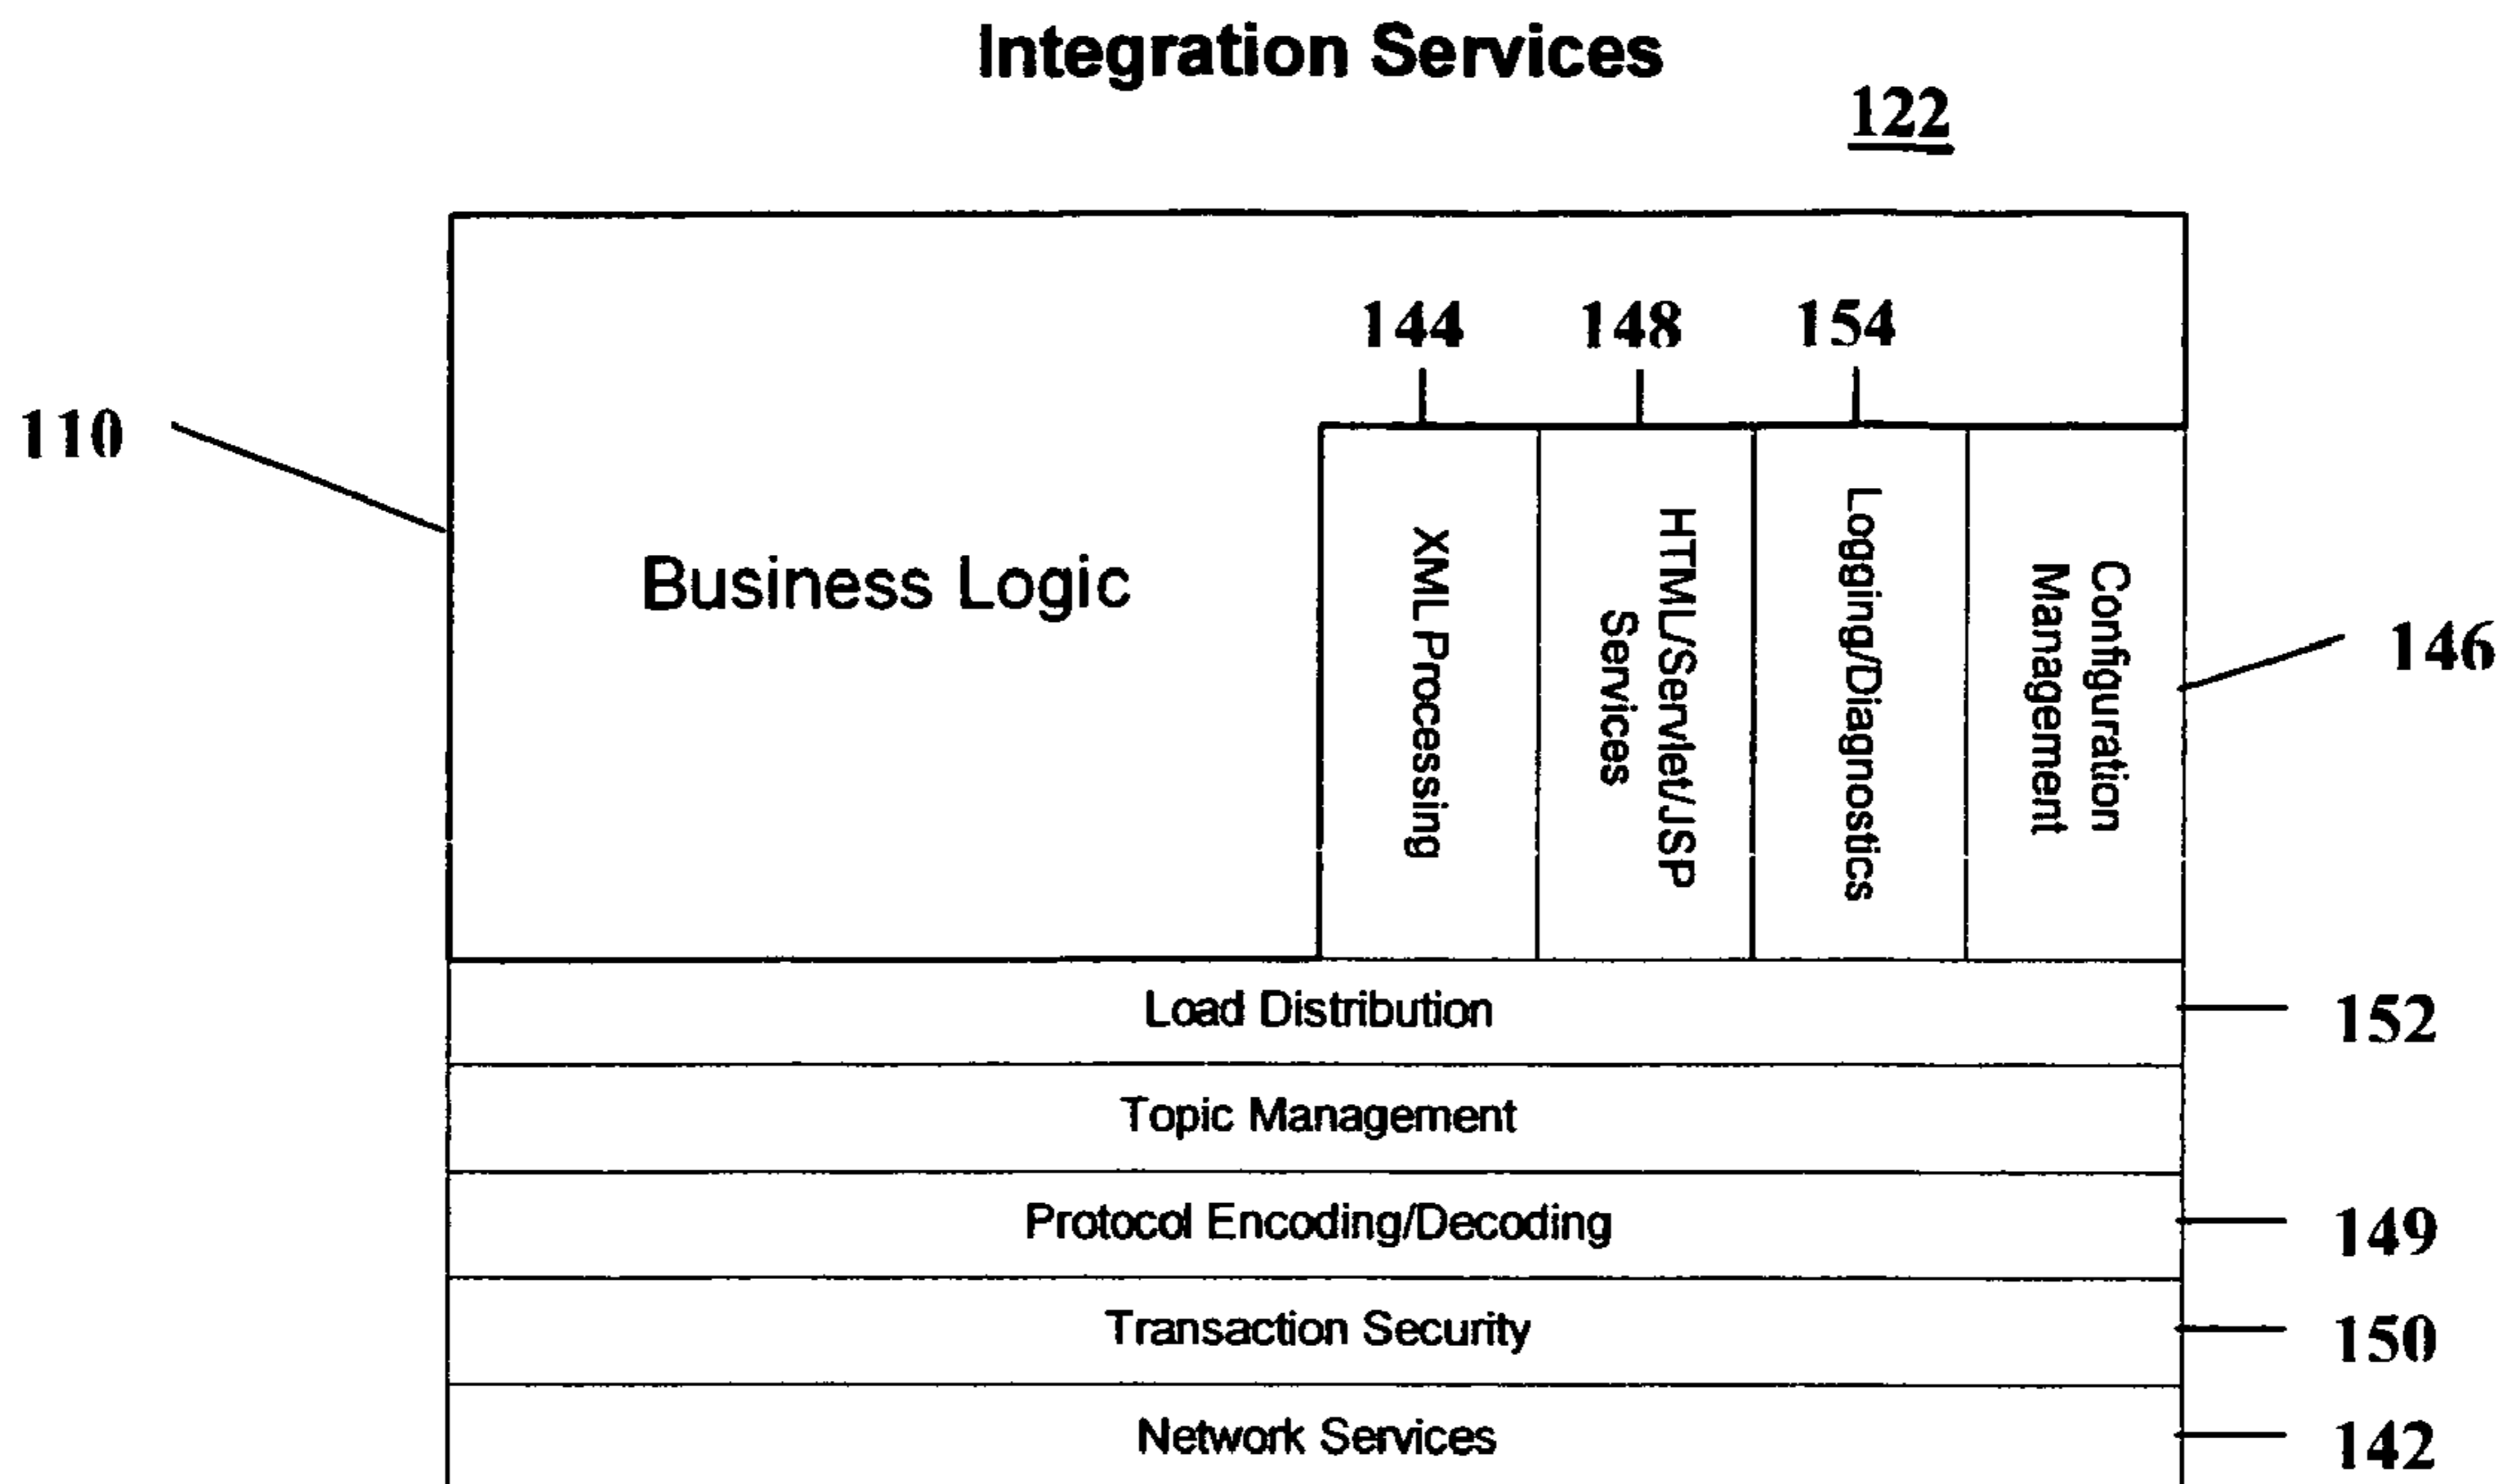 Integration Services
122
144
148
154
110
Business Logic
XML Processing
HTML/Servlet/JSP
Services
Logging/Diagnostics
Configuration
Management
146
Load Distribution
152
Topic Management
Protocol Encoding/Decoding
149
Transaction Security
150
Network Services
142